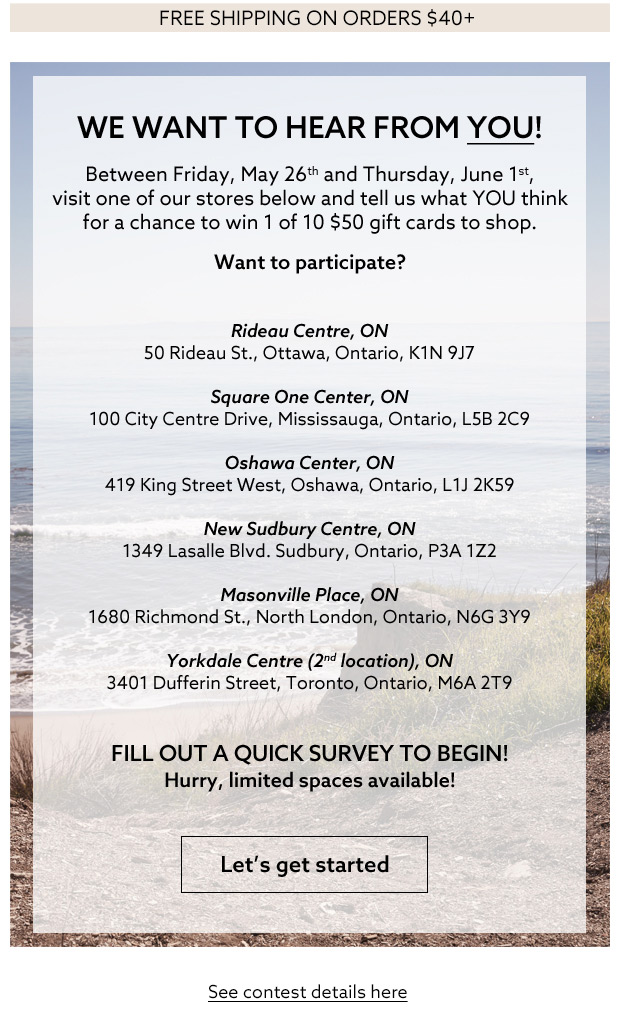 FREE SHIPPING ON ORDERS $40+
WE WANT TO HEAR FROM YOU!
Between Friday, May 26th and Thursday, June 1st,
visit one of our stores below and tell us what YOU think
for a chance to win 1 of 10 $50 gift cards to shop.
Want to participate?
Rideau Centre, ON
50 Rideau St., Ottawa, Ontario, K1N 9J7
Square One Center, ON
100 City Centre Drive, Mississauga, Ontario, L5B 2C9
Oshawa Center, ON
419 King Street West, Oshawa, Ontario, L1J 2K59
New Sudbury Centre, ON
1349 Lasalle Blvd. Sudbury, Ontario, P3A 1Z2
Masonville Place, ON
1680 Richmond St., North London, Ontario, N6G 3Y9
Yorkdale Centre (2nd location), ON
3401 Dufferin Street, Toronto, Ontario, M6A 2T9
FILL OUT A QUICK SURVEY TO BEGIN!
Hurry, limited spaces available!
Let's get started
See contest details here